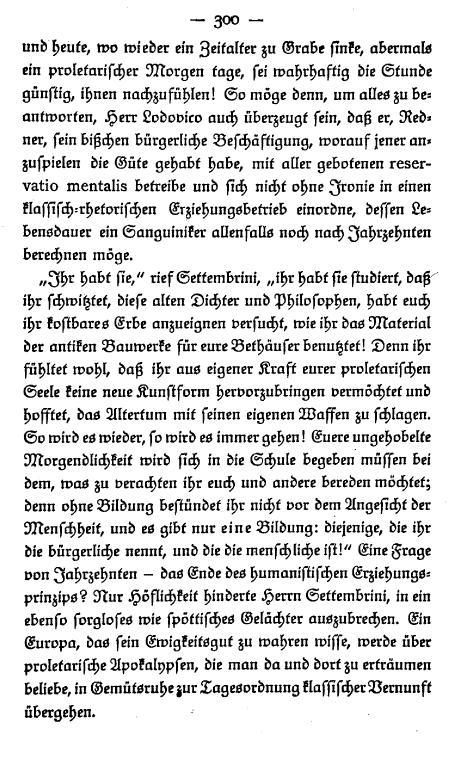 — 300 —
und heute, wo wieder ein Zeitalter zu Grabe sinke, abermals
ein proletarischer Morgen tage, sei wahrhaftig die Stunde
günstig, ihnen nachzufühlen! So möge denn, um alles zu be-
antworten, Herr Lodovico auch überzeugt sein, daß er, Red-
ner, sein bißchen bürgerliche Beschäftigung, worauf jener an-
zuspielen die Güte gehabt habe, mit aller gebotenen reser-
vatio mentalis betreibe und sich nicht ohne Ironie in einen
klassisch-rhetorischen Erziehungsbetrieb einordne, dessen Le-
bensdauer ein Sanguiniker allenfalls noch nach Jahrzehnten
berechnen möge.
„Ihr habt sie,“ rief Settembrini, „ihr habt sie studiert, daß
ihr schwitztet, diese alten Dichter und Philosophen, habt euch
ihr kostbares Erbe anzueignen versucht, wie ihr das Material
der antiken Bauwerke für eure Bethäuser benutztet! Denn ihr
fühltet wohl, daß ihr aus eigener Kraft eurer proletarischen
Seele keine neue Kunstform hervorzubringen vermöchtet und
hofftet, das Altertum mit seinen eigenen Waffen zu schlagen.
So wird es wieder, so wird es immer gehen! Euere ungehobelte
Morgendlichkeit wird sich in die Schule begeben müssen bei
dem, was zu verachten ihr euch und andere bereden möchtet;
denn ohne Bildung bestündet ihr nicht vor dem Angesicht der
Menschheit, und es gibt nur eine Bildung: diejenige, die ihr
die bürgerliche nennt, und die die menschliche ist!“ Eine Frage
von Jahrzehnten — das Ende des humanistischen Erziehungs-
prinzips? Nur Höflichkeit hinderte Herrn Settembrini, in ein
ebenso sorgloses wie spöttisches Gelächter auszubrechen. Ein
Europa, das sein Ewigkeitsgut zu wahren wisse, werde über
proletarische Apokalypsen, die man da und dort zu erträumen
beliebe, in Gemütsruhe zur Tagesordnung klassischer Vernunft
übergehen.